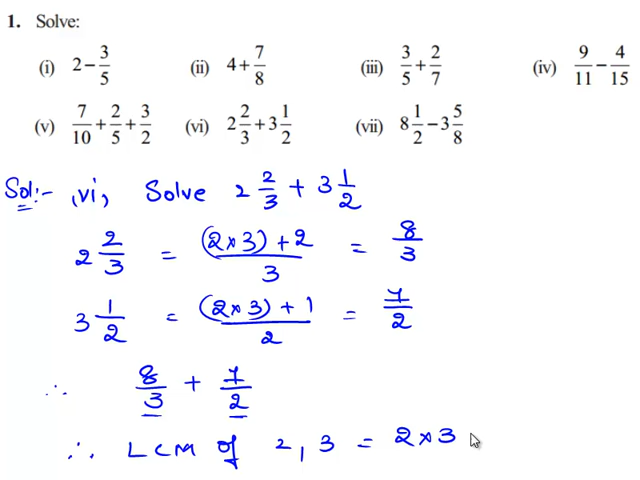 1. Solve:
(i) 2 − 3/5 (ii) 4 + 7/8 (iii) 3/5 + 2/7 (iv) 9/11 − 4/15
(v) 7/10 + 2/5 + 3/2 (vi) 2 2/3 + 3 1/2 (vii) 8 1/2 − 3 5/8
Sol:- (vi) Solve 2 2/3 + 3 1/2
2 2/3 = (2×3)+2/3 = 8/3
3 1/2 = (2×3)+1/2 = 7/2
∴ 8/3 + 7/2
∴ LCM of 2, 3 = 2×3